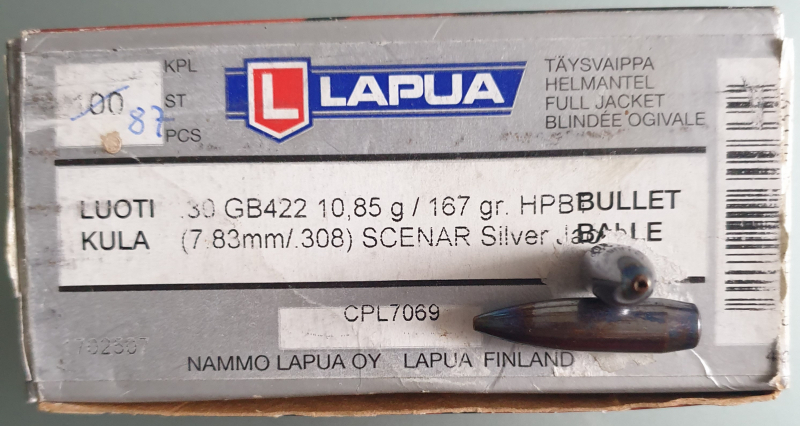 100 87
KPL
ST
PCS
L LAPUA
TÄYSVAIPPA
HELMANTEL
FULL JACKET
BLINDÉE OGIVALE
LUOTI .30 GB422 10,85 g / 167 gr. HPBT BULLET
KULA (7.83mm/.308) SCENAR Silver BALLE
CPL7069
NAMMO LAPUA OY LAPUA FINLAND